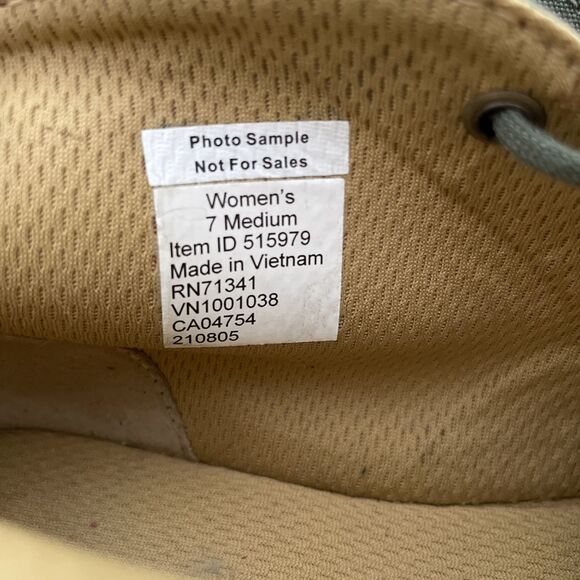 Photo Sample
Not For Sales
Women's
7 Medium
Item ID 515979
Made in Vietnam
RN71341
VN1001038
CA04754
210805